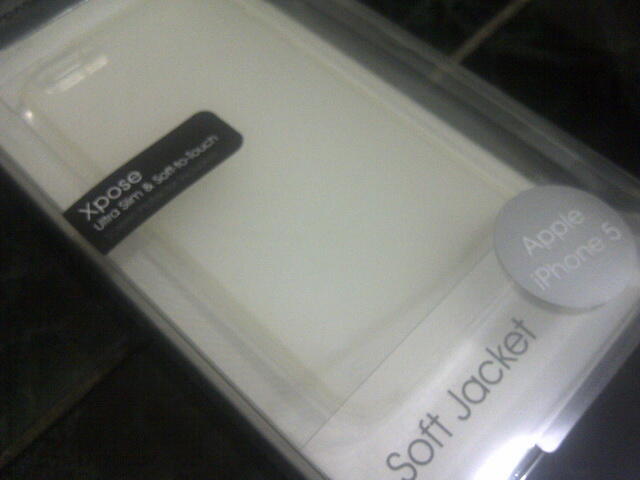 Xpose
Ultra Slim & Soft-to-Touch
Apple
iPhone 5
Soft Jacket